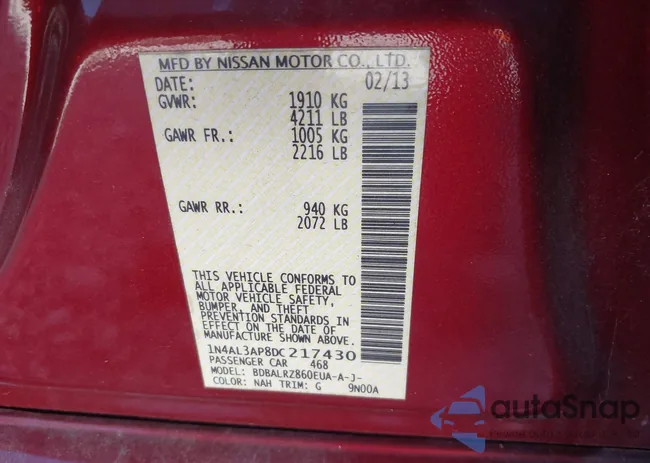 MFD BY NISSAN MOTOR CO., LTD.
DATE: 02/13
GVWR: 1910 KG
4211 LB
GAWR FR.: 1005 KG
2216 LB
GAWR RR.: 940 KG
2072 LB
THIS VEHICLE CONFORMS TO
ALL APPLICABLE FEDERAL
MOTOR VEHICLE SAFETY,
BUMPER, AND THEFT
PREVENTION STANDARDS IN
EFFECT ON THE DATE OF
MANUFACTURE SHOWN ABOVE.
1N4AL3AP8DC217430
PASSENGER CAR 468
MODEL: BDBALRZ860EUA-A-J-
COLOR: NAH TRIM: G 9N00A
autoSnap